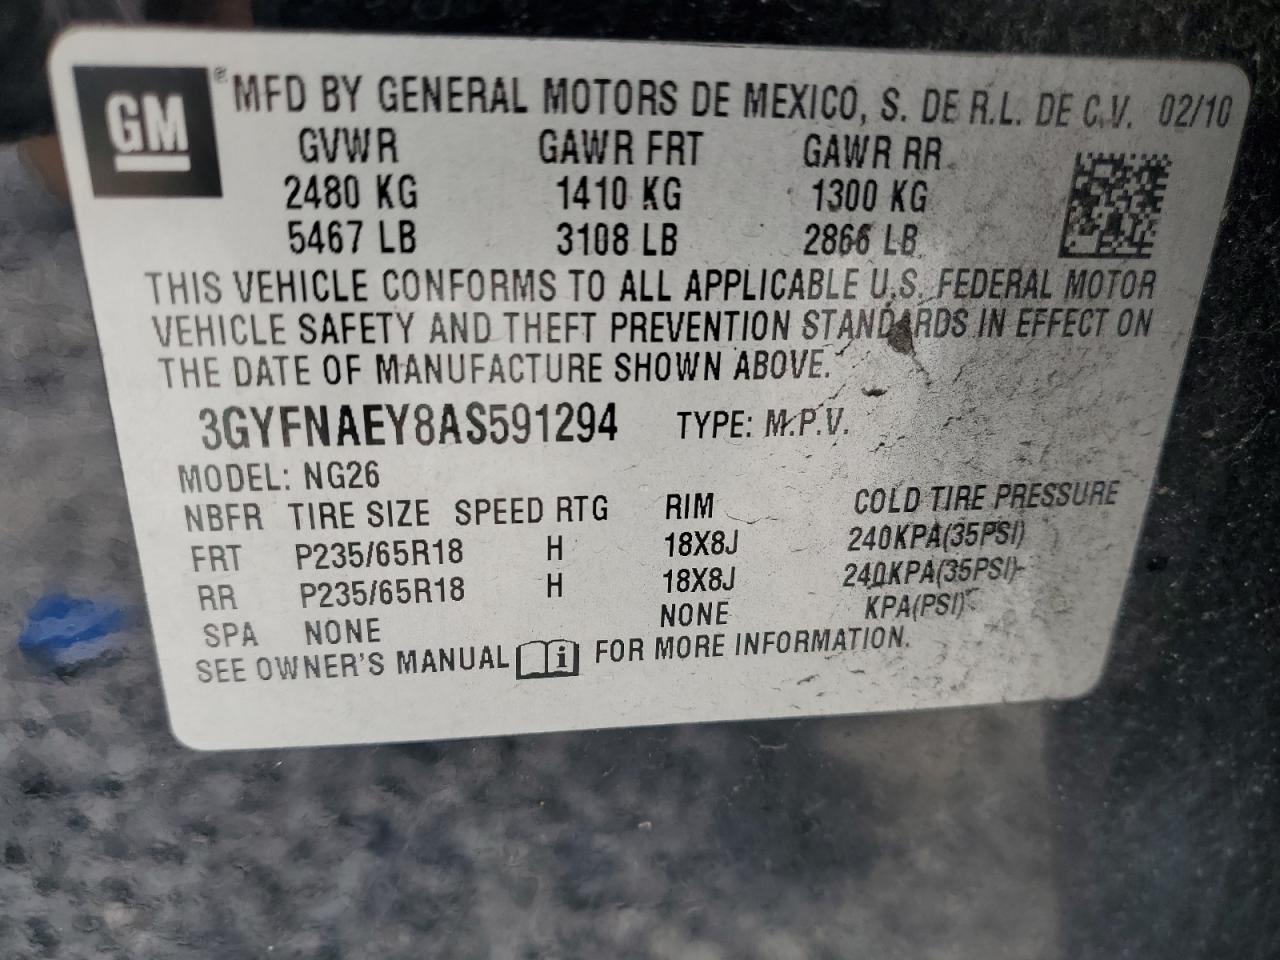 GM ® MFD BY GENERAL MOTORS DE MEXICO, S. DE R.L. DE C.V. 02/10
GVWR GAWR FRT GAWR RR
2480 KG 1410 KG 1300 KG
5467 LB 3108 LB 2866 LB
THIS VEHICLE CONFORMS TO ALL APPLICABLE U.S. FEDERAL MOTOR
VEHICLE SAFETY AND THEFT PREVENTION STANDARDS IN EFFECT ON
THE DATE OF MANUFACTURE SHOWN ABOVE.
3GYFNAEY8AS591294 TYPE: M.P.V.
MODEL: NG26
NBFR TIRE SIZE SPEED RTG RIM COLD TIRE PRESSURE
FRT P235/65R18 H 18X8J 240KPA(35PSI)
RR P235/65R18 H 18X8J 240KPA(35PSI)
SPA NONE NONE KPA(PSI)
SEE OWNER'S MANUAL i FOR MORE INFORMATION.